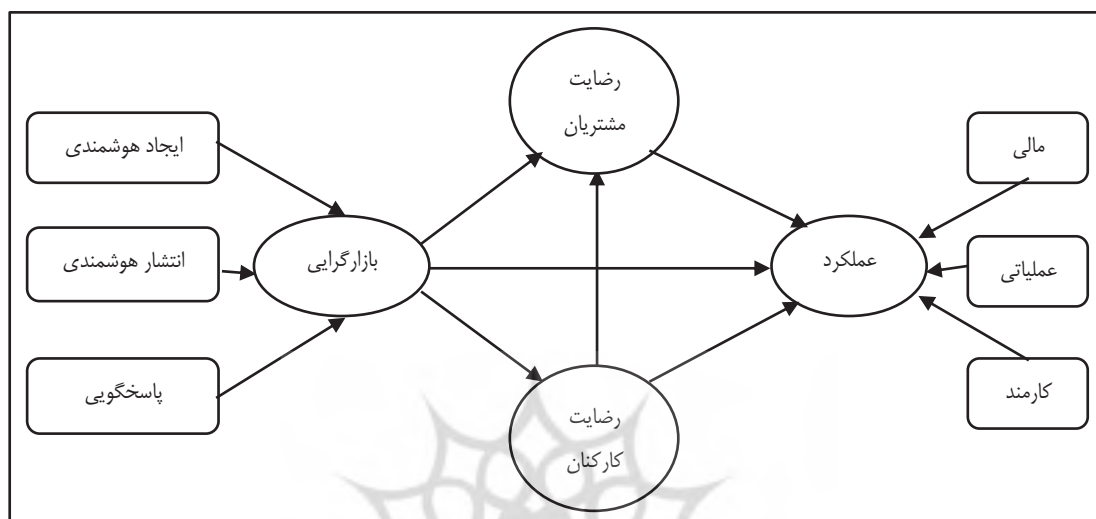 رضایت
مشتریان
ایجاد هوشمندی
مالی
انتشار هوشمندی
بازارگرایی
عملکرد
عملیاتی
پاسخگویی
کارمند
رضایت
کارکنان